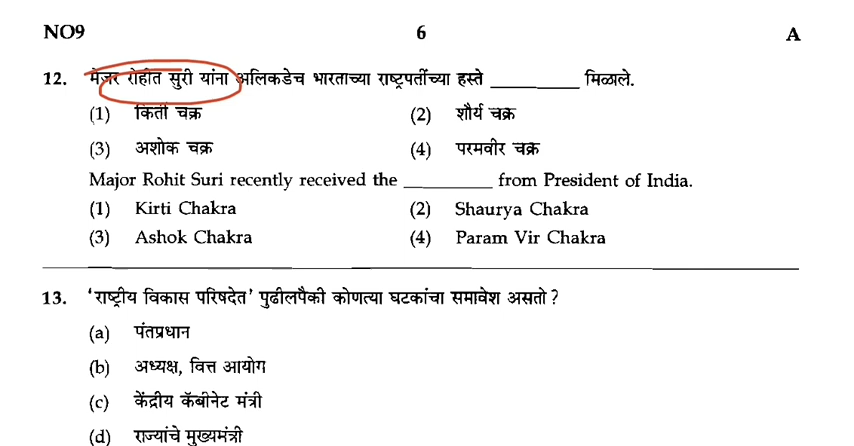 NO9 6 A
12. मेजर रोहीत सुरी यांना अलिकडेच भारताच्या राष्ट्रपतींच्या हस्ते __________ मिळाले.
(1) किर्ती चक्र (2) शौर्य चक्र
(3) अशोक चक्र (4) परमवीर चक्र
Major Rohit Suri recently received the __________ from President of India.
(1) Kirti Chakra (2) Shaurya Chakra
(3) Ashok Chakra (4) Param Vir Chakra
13. 'राष्ट्रीय विकास परिषदेत' पुढीलपैकी कोणत्या घटकांचा समावेश असतो ?
(a) पंतप्रधान
(b) अध्यक्ष, वित्त आयोग
(c) केंद्रीय कॅबीनेट मंत्री
(d) राज्यांचे मुख्यमंत्री